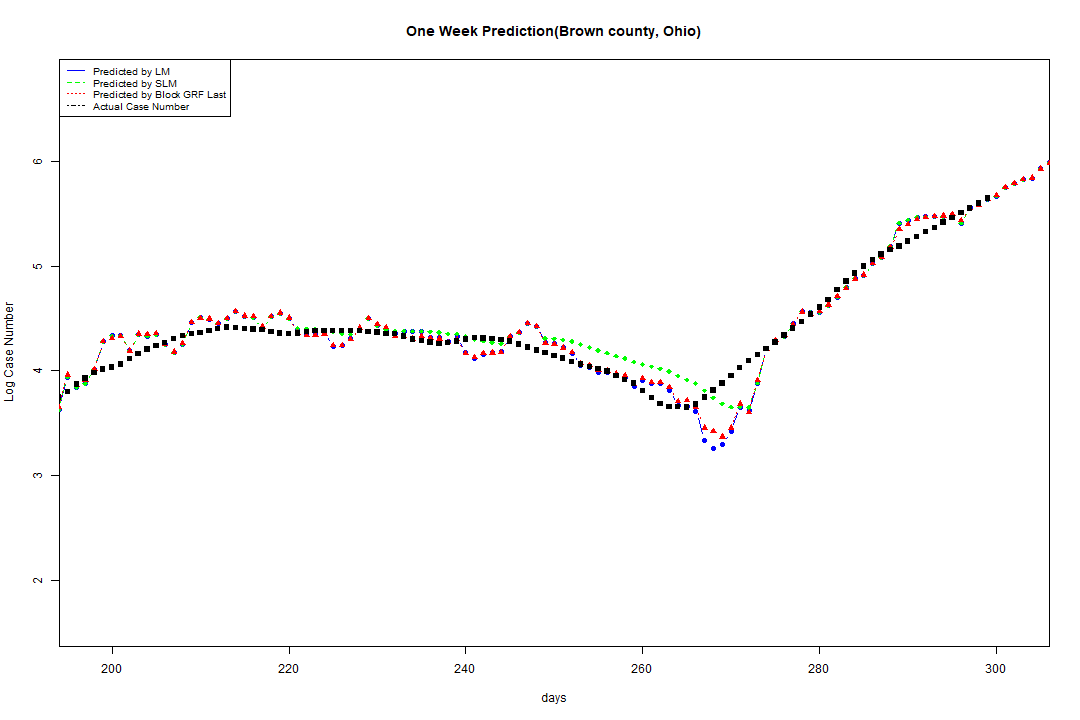 One Week Prediction(Brown county, Ohio)
Predicted by LM
Predicted by SLM
Predicted by Block GRF Last
Actual Case Number
6
5
4
3
2
Log Case Number
200 220 240 260 280 300
days